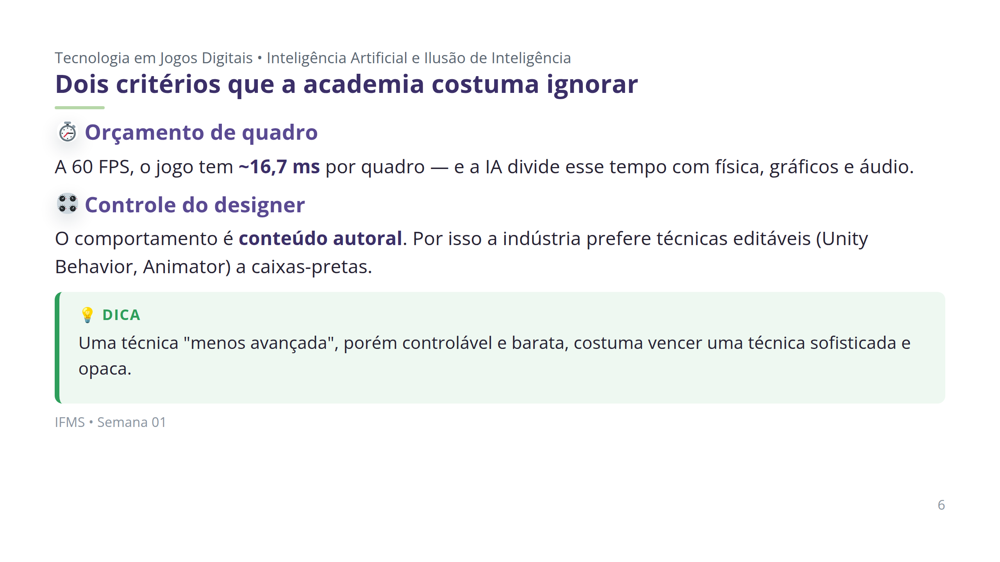 Tecnologia em Jogos Digitais • Inteligência Artificial e Ilusão de Inteligência
Dois critérios que a academia costuma ignorar
Orçamento de quadro
A 60 FPS, o jogo tem ~16,7 ms por quadro — e a IA divide esse tempo com física, gráficos e áudio.
Controle do designer
O comportamento é conteúdo autoral. Por isso a indústria prefere técnicas editáveis (Unity
Behavior, Animator) a caixas-pretas.
💡 DICA
Uma técnica "menos avançada", porém controlável e barata, costuma vencer uma técnica sofisticada e
opaca.
IFMS • Semana 01
6